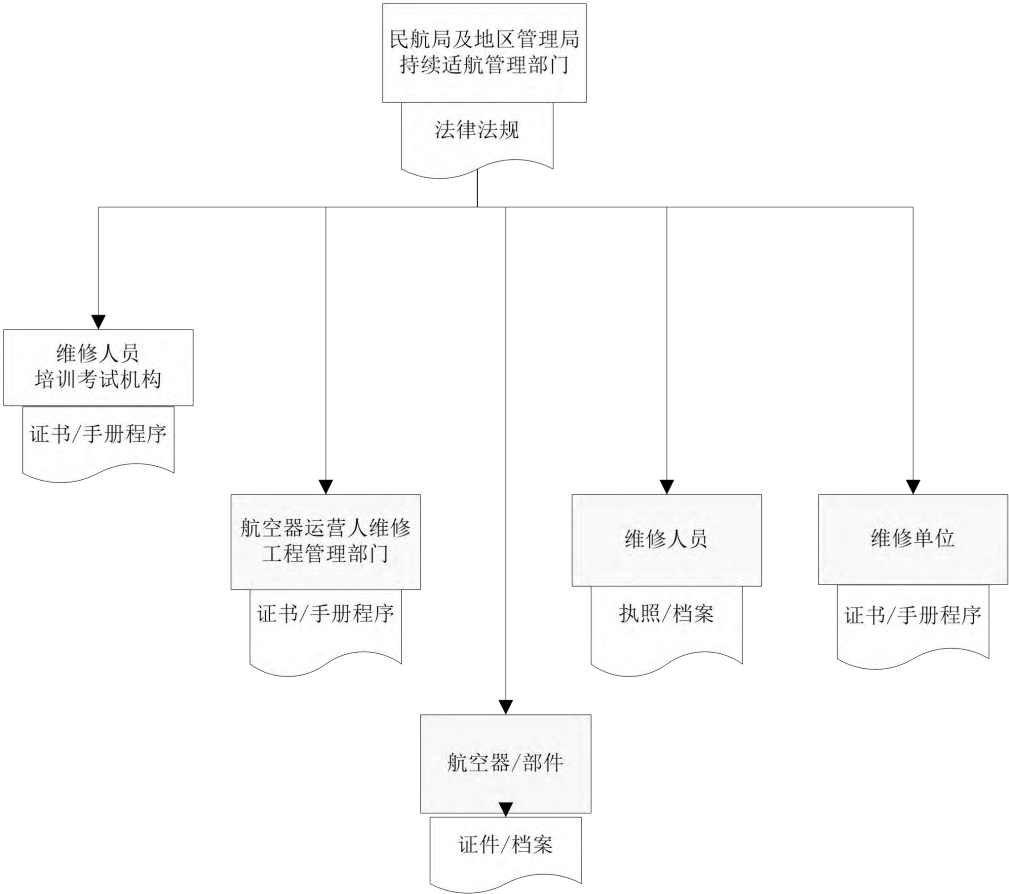 民航局及地区管理局
持续适航管理部门
法律法规
维修人员
培训考试机构
证书/手册程序
航空器运营人维修
工程管理部门
证书/手册程序
维修人员
执照/档案
维修单位
证书/手册程序
航空器/部件
证件/档案